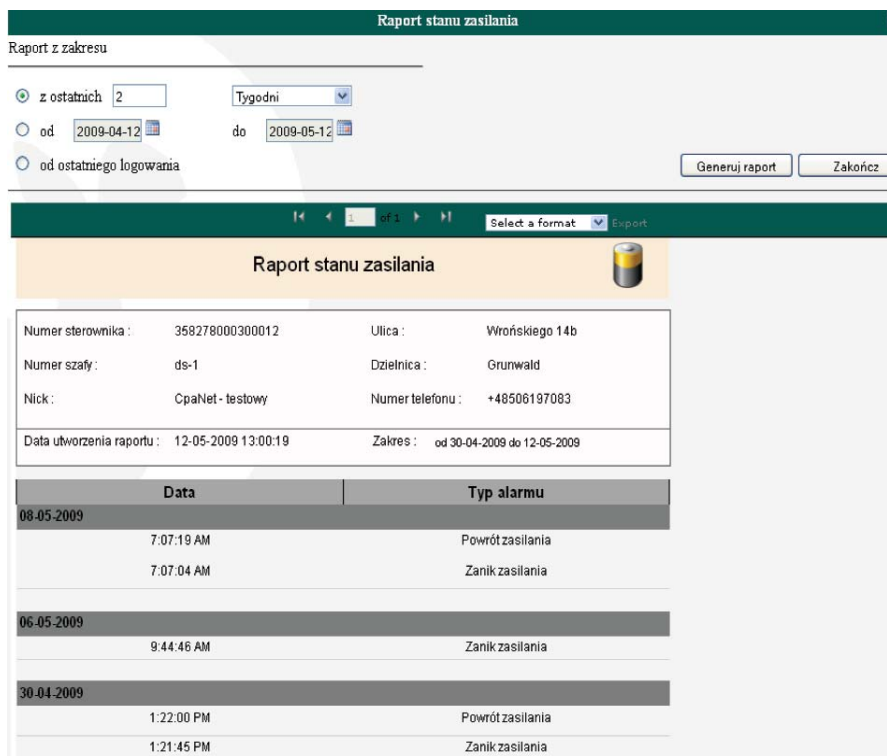 Raport stanu zasilania
Raport z zakresu
z ostatnich 2 Tygodni
od 2009-04-12 do 2009-05-12
od ostatniego logowania
Generuj raport Zakończ
1 of 1 Select a format Export
Raport stanu zasilania
Numer sterownika : 358278000300012 Ulica : Wrońskiego 14b
Numer szafy : ds-1 Dzielnica : Grunwald
Nick : CpaNet - testowy Numer telefonu : +48506197083
Data utworzenia raportu : 12-05-2009 13:00:19 Zakres : od 30-04-2009 do 12-05-2009
Data Typ alarmu
08-05-2009
7:07:19 AM Powrót zasilania
7:07:04 AM Zanik zasilania
06-05-2009
9:44:46 AM Zanik zasilania
30-04-2009
1:22:00 PM Powrót zasilania
1:21:45 PM Zanik zasilania